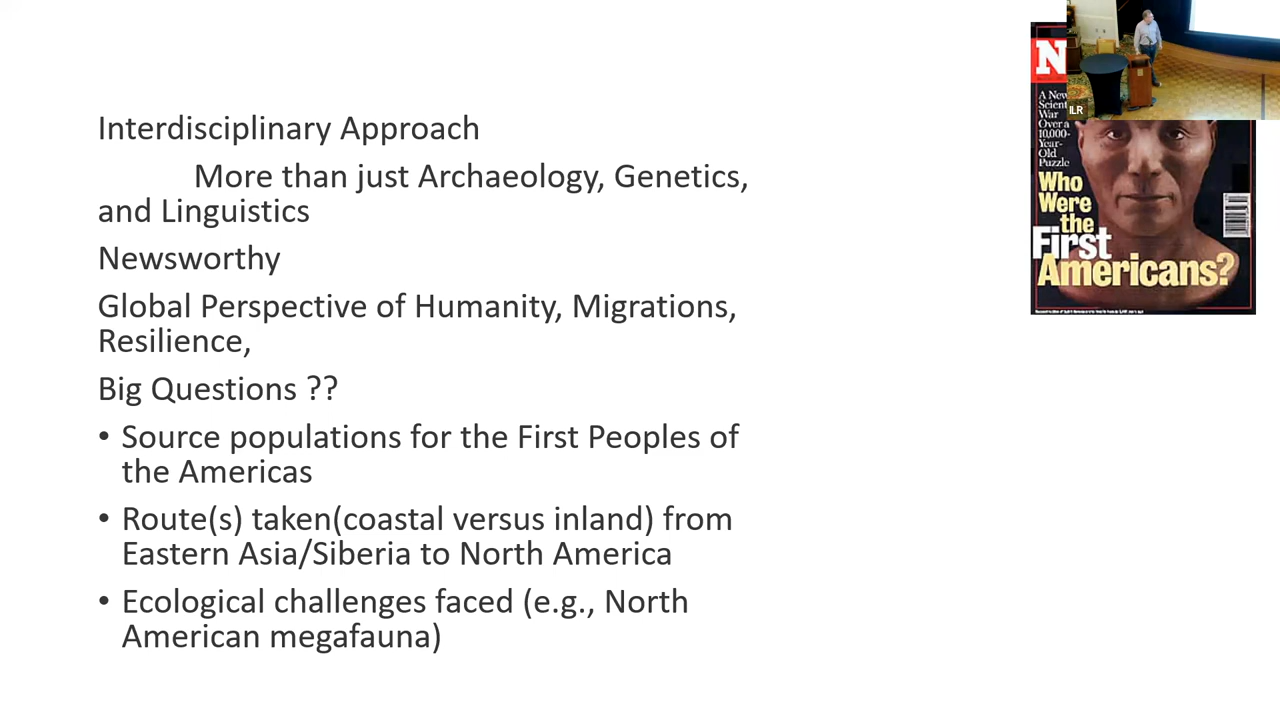 Interdisciplinary Approach
More than just Archaeology, Genetics,
and Linguistics
Newsworthy
Global Perspective of Humanity, Migrations,
Resilience,
Big Questions ??
• Source populations for the First Peoples of
the Americas
• Route(s) taken(coastal versus inland) from
Eastern Asia/Siberia to North America
• Ecological challenges faced (e.g., North
American megafauna)
N
ILR
A New
Scient
War
Over a
10,000-
Year-
Old
Puzzle
Who
Were
the
First
Americans?